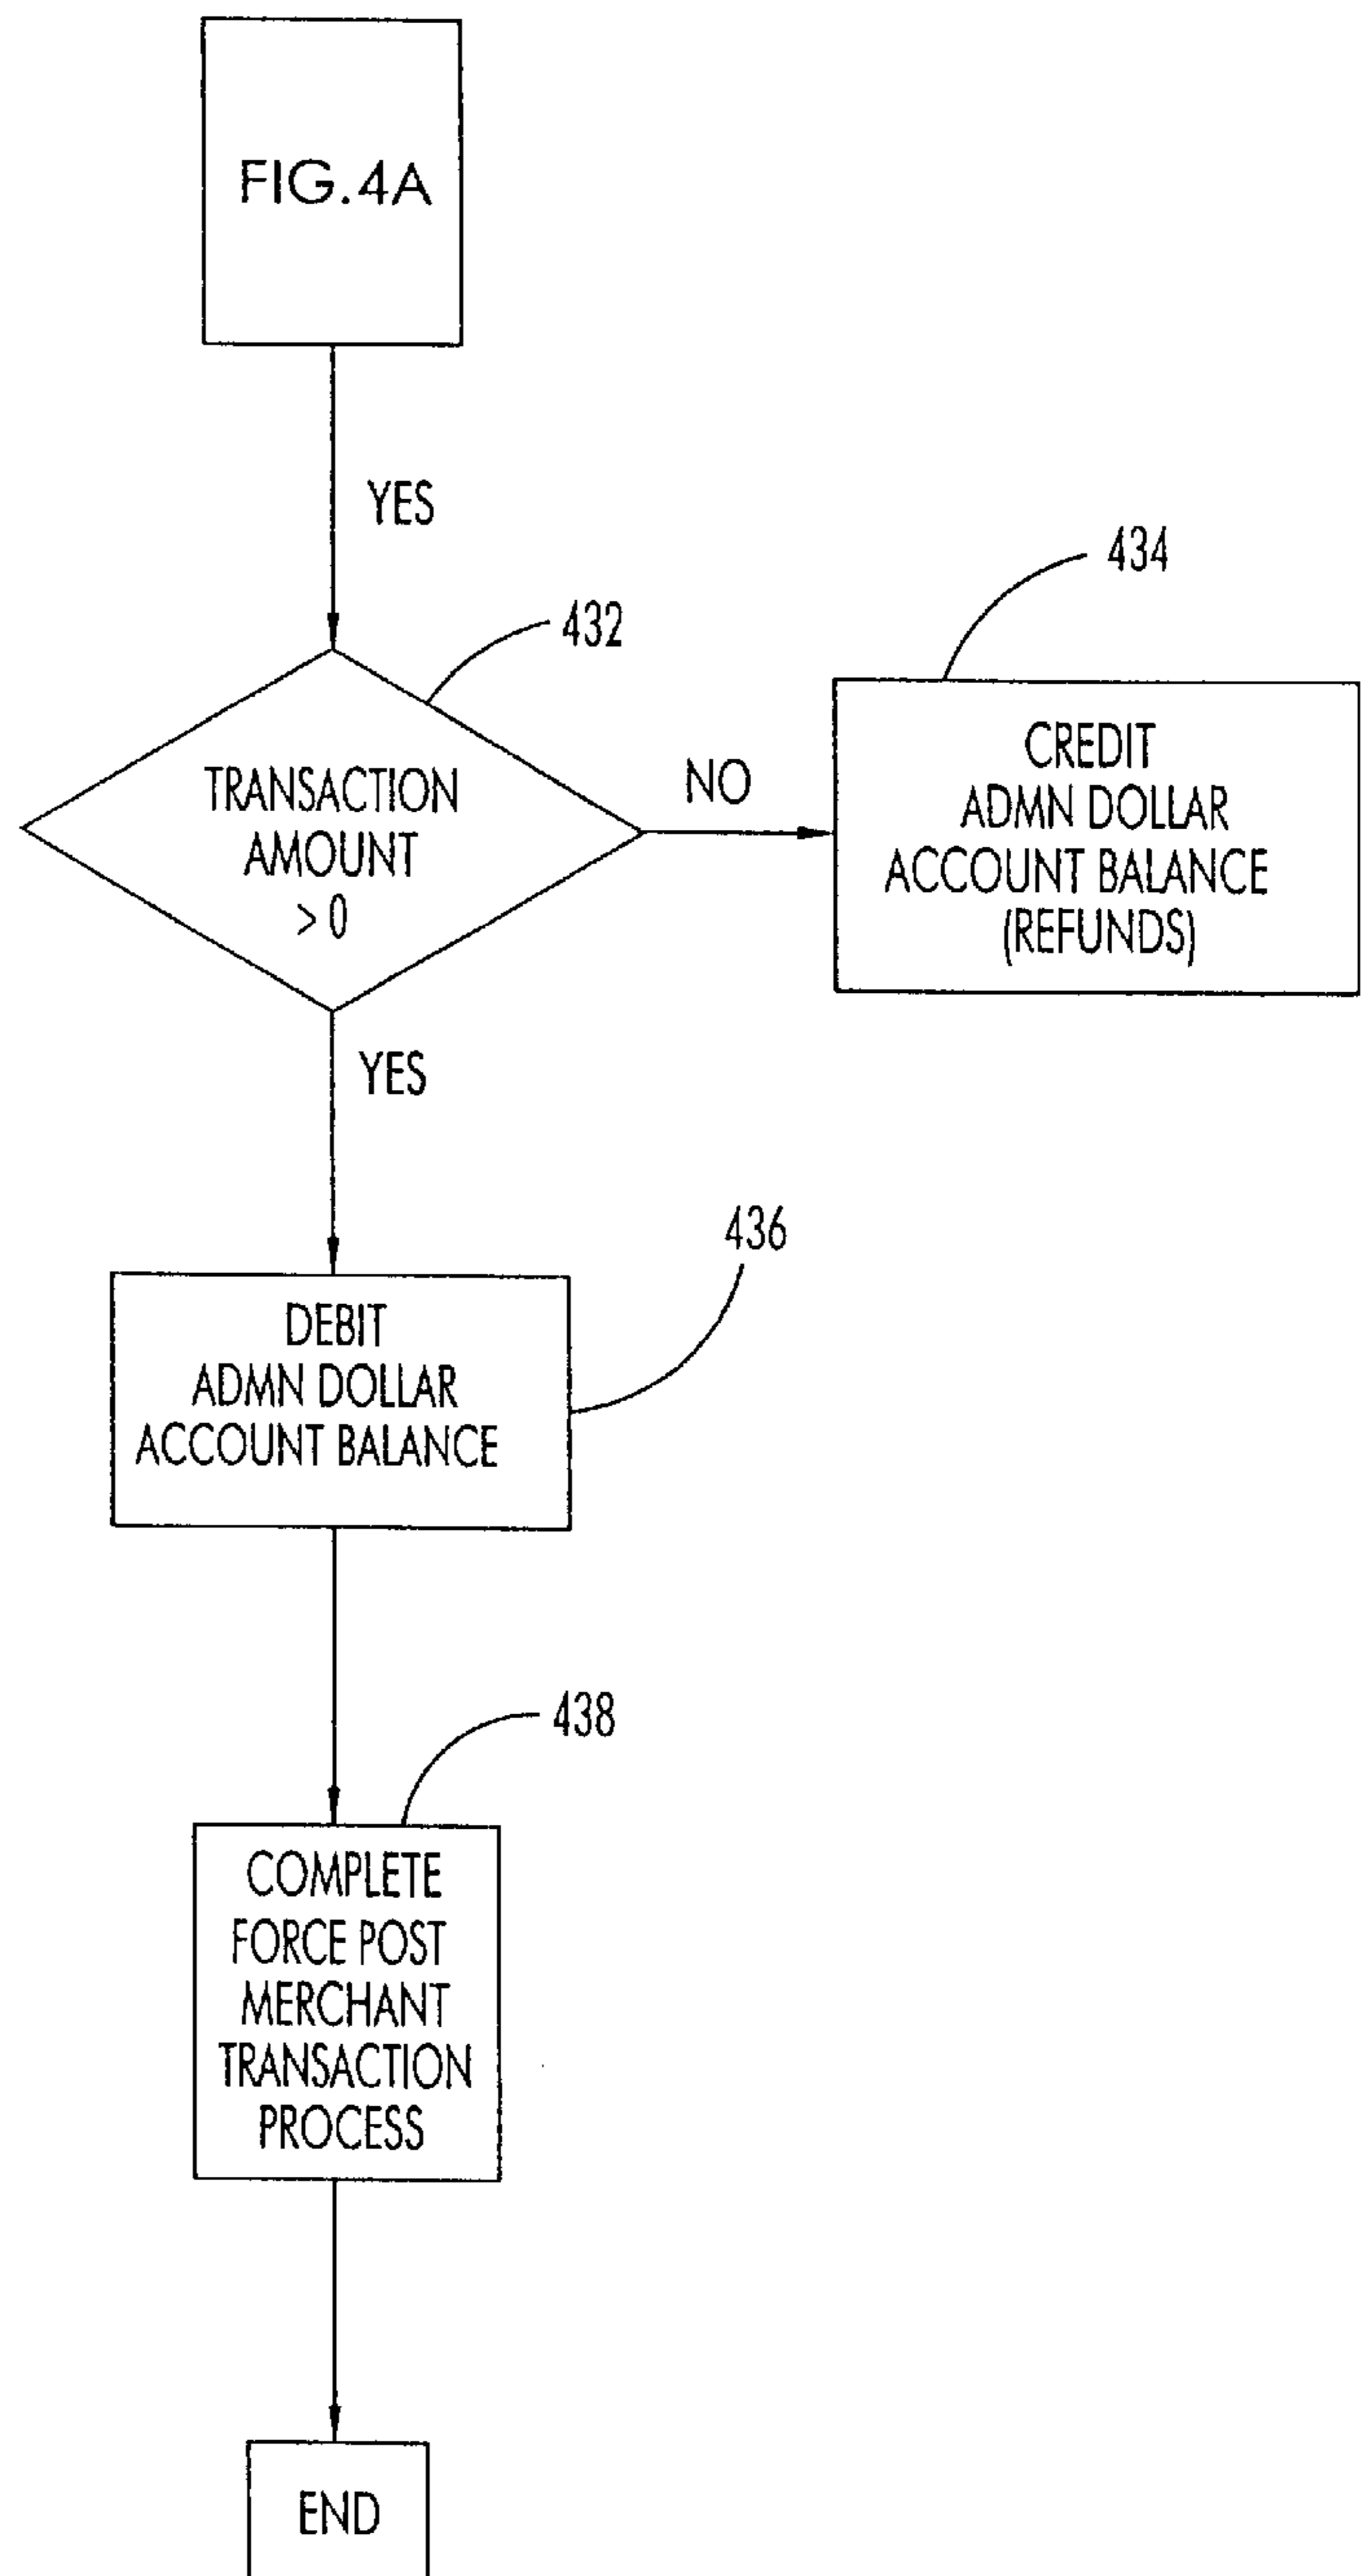 FIG.4A
YES
434
432
TRANSACTION
AMOUNT
> 0
NO
CREDIT
ADMN DOLLAR
ACCOUNT BALANCE
(REFUNDS)
YES
436
DEBIT
ADMN DOLLAR
ACCOUNT BALANCE
438
COMPLETE
FORCE POST
MERCHANT
TRANSACTION
PROCESS
END